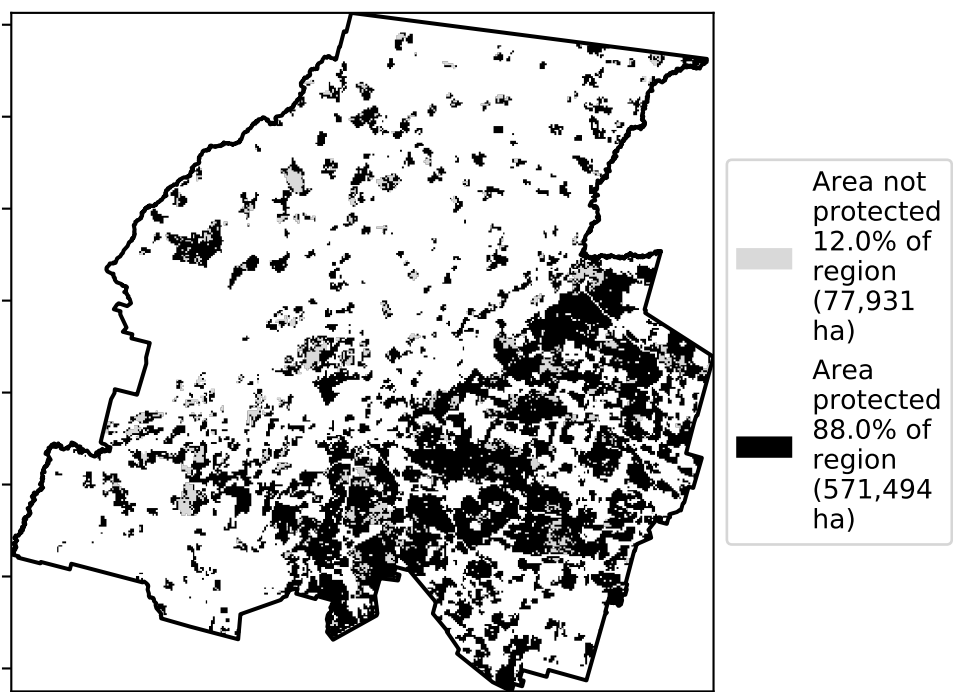 Area not
protected
12.0% of
region
(77,931
ha)
Area
protected
88.0% of
region
(571,494
ha)